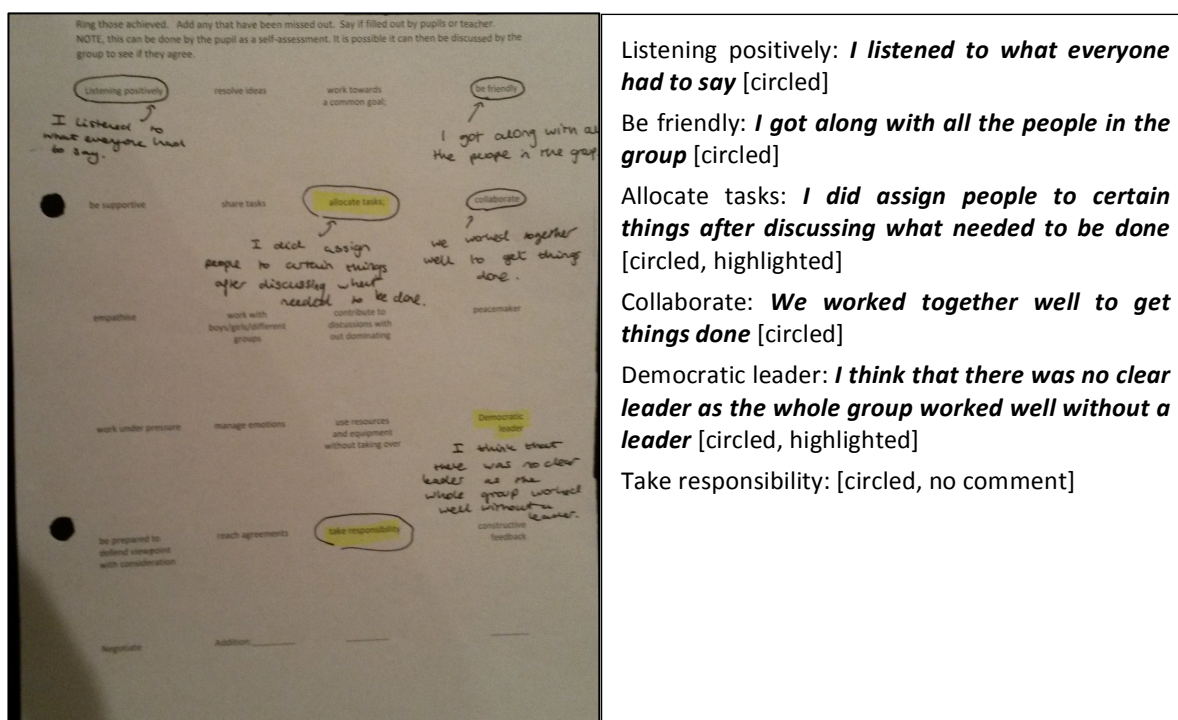 Ring those achieved. Add any that have been missed out. Say if filled out by pupils or teacher.
NOTE, this can be done by the pupil as a self-assessment. It is possible it can then be discussed by the
group to see if they agree.
Listening positively
resolve ideas
work towards
a common goal;
be friendly
I listened to
what everyone had
to say.
I got along with all
the people in the group
be supportive
share tasks
allocate tasks;
collaborate
I did assign
people to certain things
after discussing what
needed to be done.
we worked together
well to get things
done.
empathise
work with
boys/girls/different
groups
contribute to
discussions with
out dominating
peacemaker
work under pressure
manage emotions
use resources
and equipment
without taking over
Democratic
leader
I think that
there was no clear
leader as the
whole group worked
well without a
leader.
be prepared to
defend viewpoint
with consideration
reach agreements
take responsibility
constructive
feedback
Negotiate
Addition:________
Listening positively: I listened to what everyone
had to say [circled]
Be friendly: I got along with all the people in the
group [circled]
Allocate tasks: I did assign people to certain
things after discussing what needed to be done
[circled, highlighted]
Collaborate: We worked together well to get
things done [circled]
Democratic leader: I think that there was no clear
leader as the whole group worked well without a
leader [circled, highlighted]
Take responsibility: [circled, no comment]